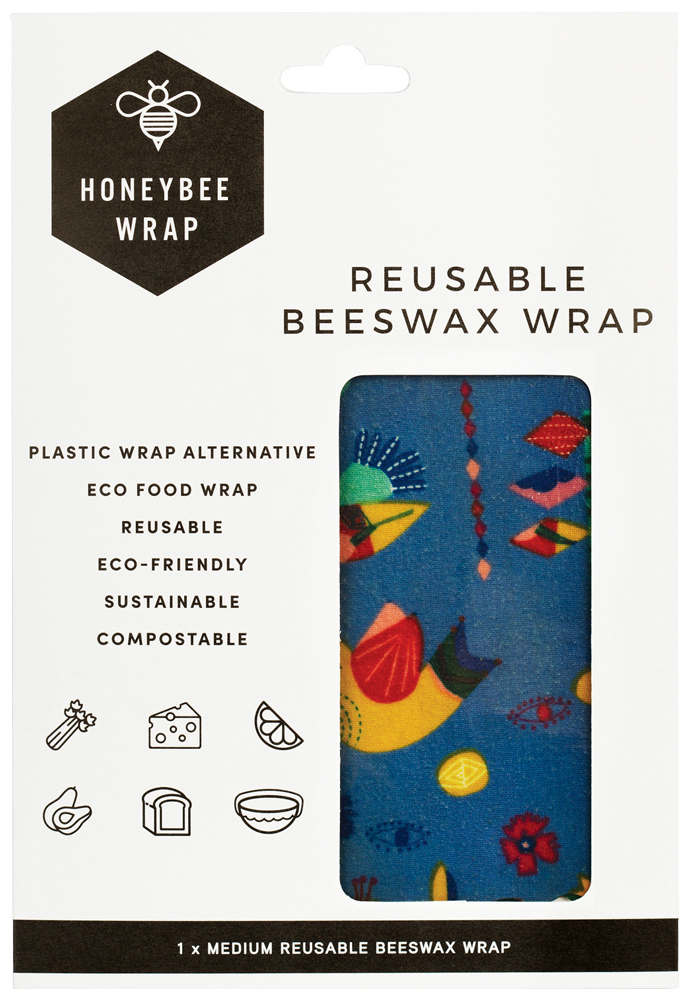 HONEYBEE
WRAP
REUSABLE
BEESWAX WRAP
PLASTIC WRAP ALTERNATIVE
ECO FOOD WRAP
REUSABLE
ECO-FRIENDLY
SUSTAINABLE
COMPOSTABLE
1 x MEDIUM REUSABLE BEESWAX WRAP